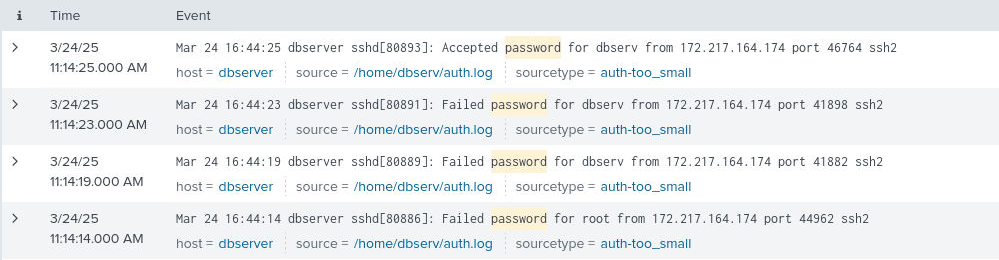 i Time Event
> 3/24/25 Mar 24 16:44:25 dbserver sshd[80893]: Accepted password for dbserv from 172.217.164.174 port 46764 ssh2
11:14:25.000 AM host = dbserver source = /home/dbserv/auth.log sourcetype = auth-too_small
> 3/24/25 Mar 24 16:44:23 dbserver sshd[80891]: Failed password for dbserv from 172.217.164.174 port 41898 ssh2
11:14:23.000 AM host = dbserver source = /home/dbserv/auth.log sourcetype = auth-too_small
> 3/24/25 Mar 24 16:44:19 dbserver sshd[80889]: Failed password for dbserv from 172.217.164.174 port 41882 ssh2
11:14:19.000 AM host = dbserver source = /home/dbserv/auth.log sourcetype = auth-too_small
> 3/24/25 Mar 24 16:44:14 dbserver sshd[80886]: Failed password for root from 172.217.164.174 port 44962 ssh2
11:14:14.000 AM host = dbserver source = /home/dbserv/auth.log sourcetype = auth-too_small